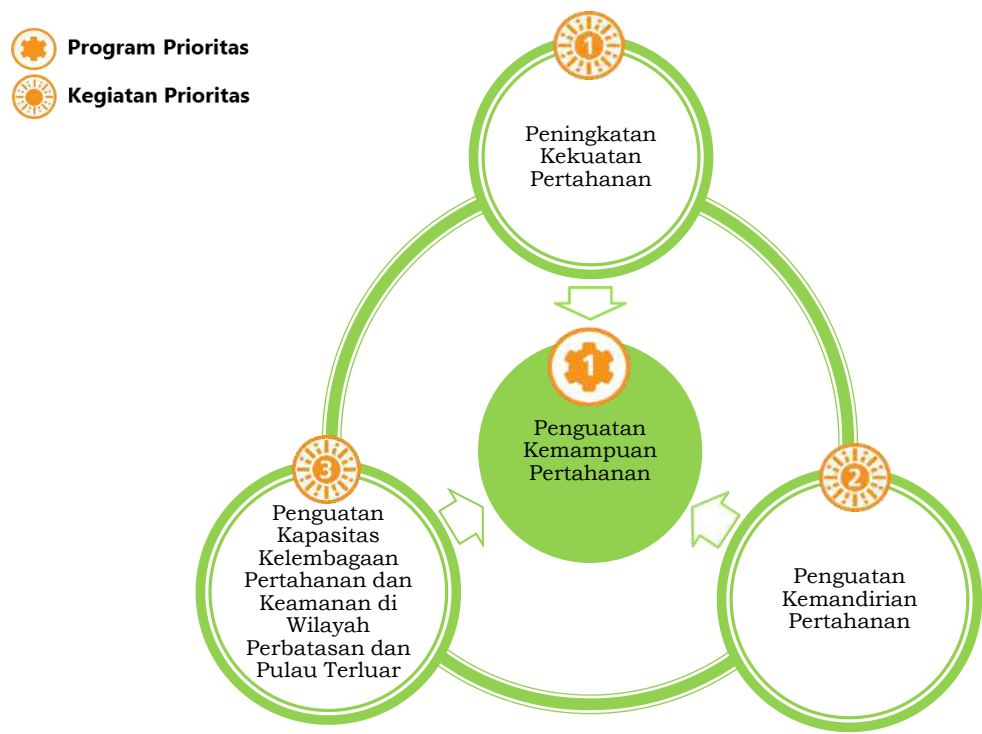 Program Prioritas
Kegiatan Prioritas
1
Peningkatan
Kekuatan
Pertahanan
1
Penguatan
Kemampuan
Pertahanan
3
Penguatan
Kapasitas
Kelembagaan
Pertahanan dan
Keamanan di
Wilayah
Perbatasan dan
Pulau Terluar
2
Penguatan
Kemandirian
Pertahanan